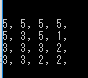 5, 5, 5, 5,
5, 3, 5, 1,
3, 3, 3, 2,
3, 3, 2, 2,